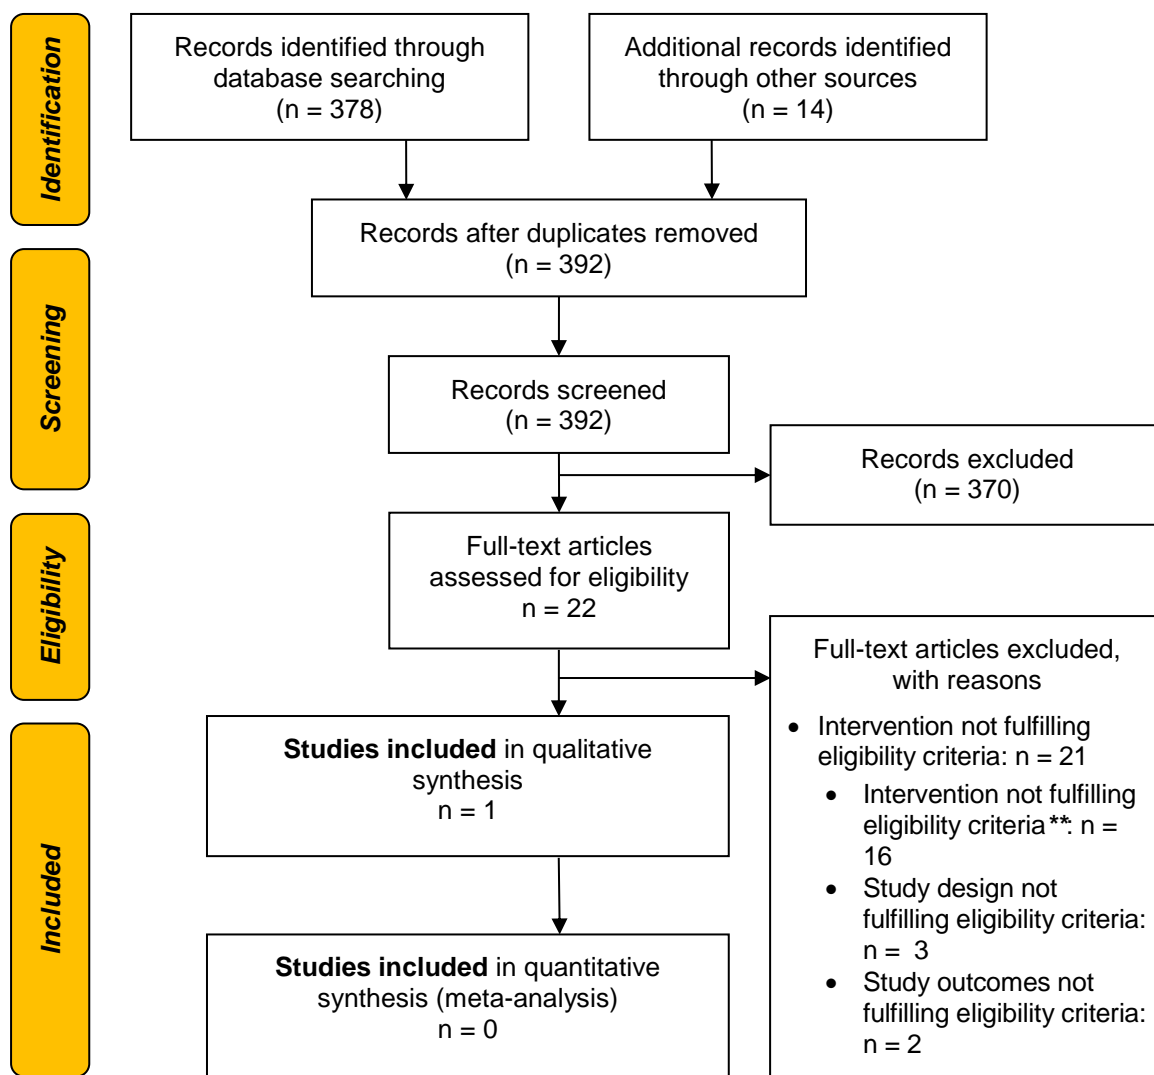 Identification
Records identified through
database searching
(n = 378)
Additional records identified
through other sources
(n = 14)
Records after duplicates removed
(n = 392)
Screening
Records screened
(n = 392)
Records excluded
(n = 370)
Eligibility
Full-text articles
assessed for eligibility
n = 22
Full-text articles excluded,
with reasons
• Intervention not fulfilling
eligibility criteria: n = 21
• Intervention not fulfilling
eligibility criteria**: n =
16
• Study design not
fulfilling eligibility criteria:
n = 3
• Study outcomes not
fulfilling eligibility criteria:
n = 2
Included
Studies included in qualitative
synthesis
n = 1
Studies included in quantitative
synthesis (meta-analysis)
n = 0